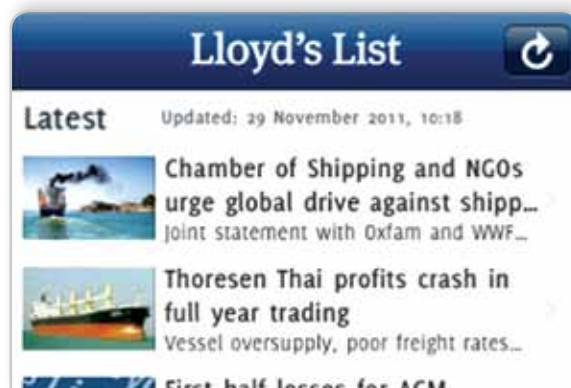 Lloyd's List
Latest
Updated: 29 November 2011, 10:18
Chamber of Shipping and NGOs
urge global drive against shipp...
Joint statement with Oxfam and WWF...
Thoresen Thai profits crash in
full year trading
Vessel oversupply, poor freight rates...
First half losses for ACM